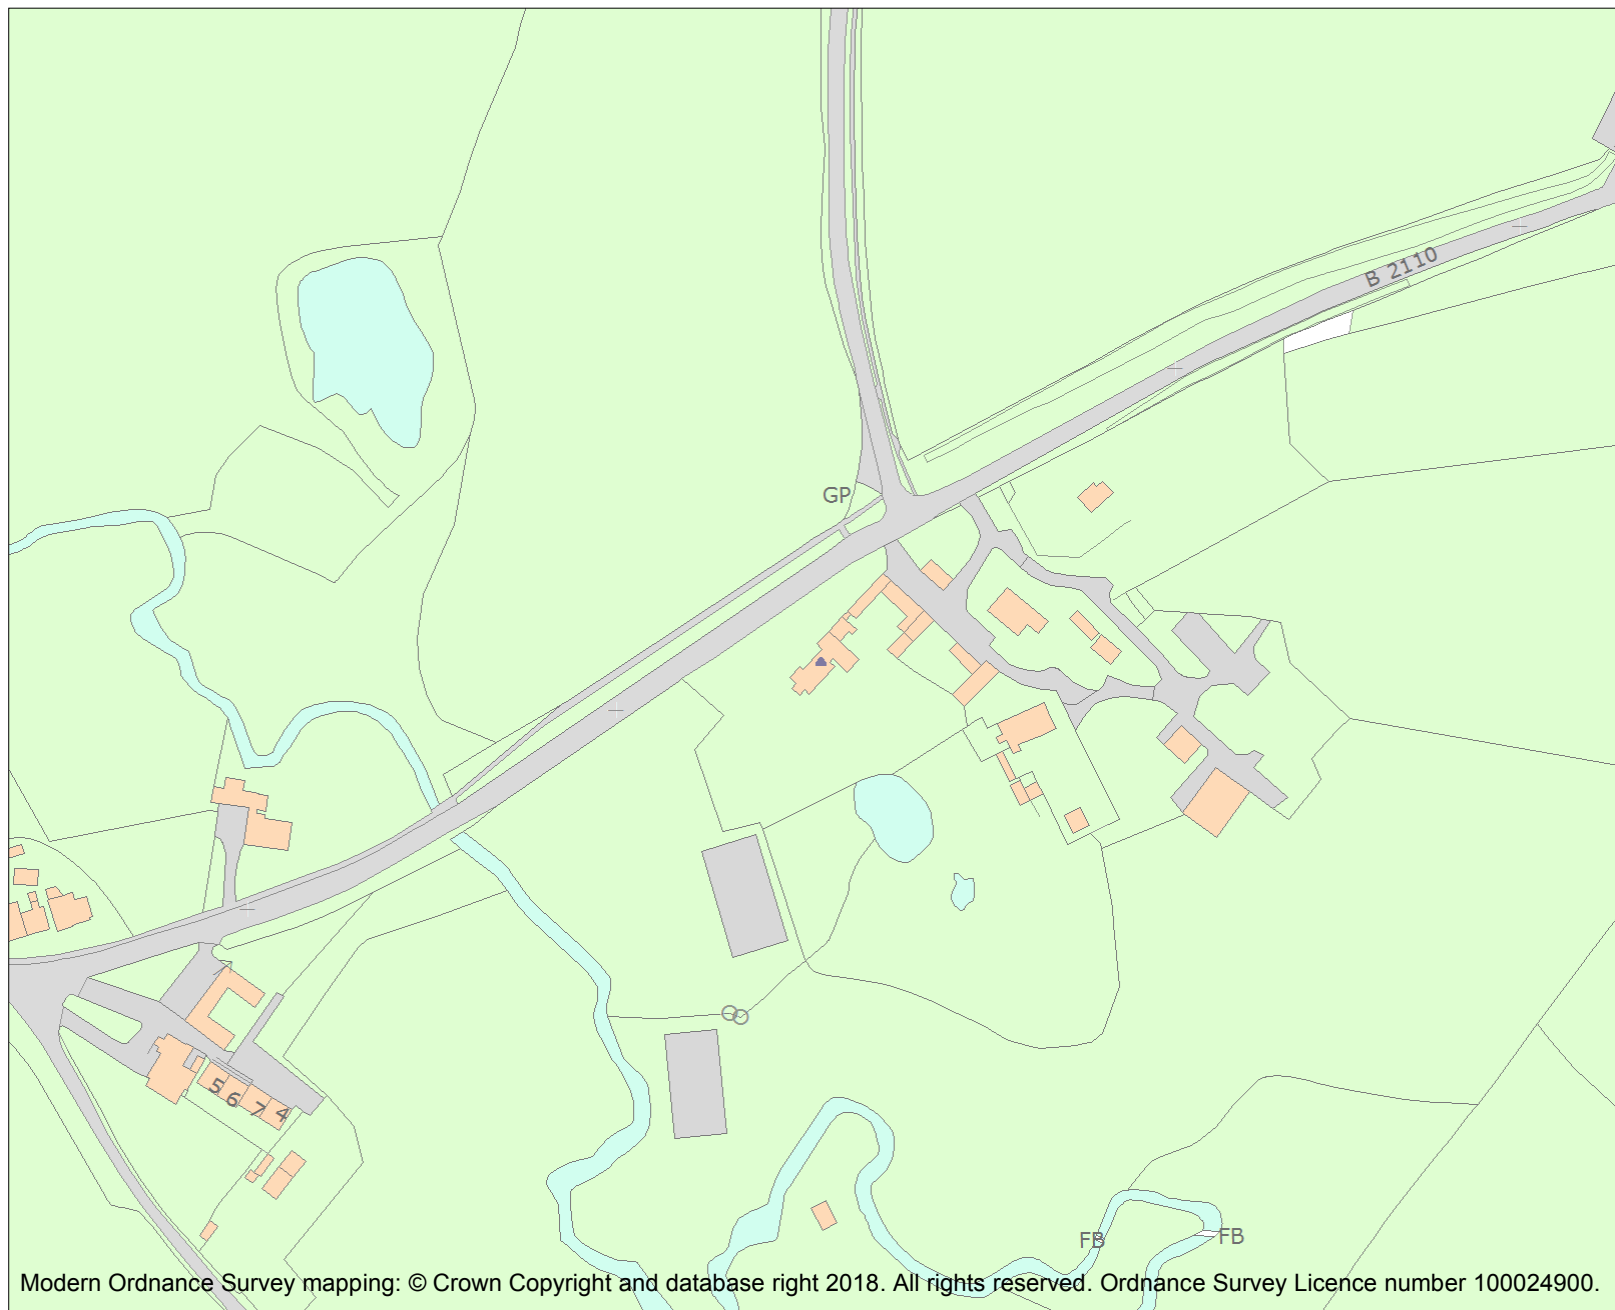 B 2110
GP
5
6
7
4
FB
FB
Modern Ordnance Survey mapping: © Crown Copyright and database right 2018. All rights reserved. Ordnance Survey Licence number 100024900.